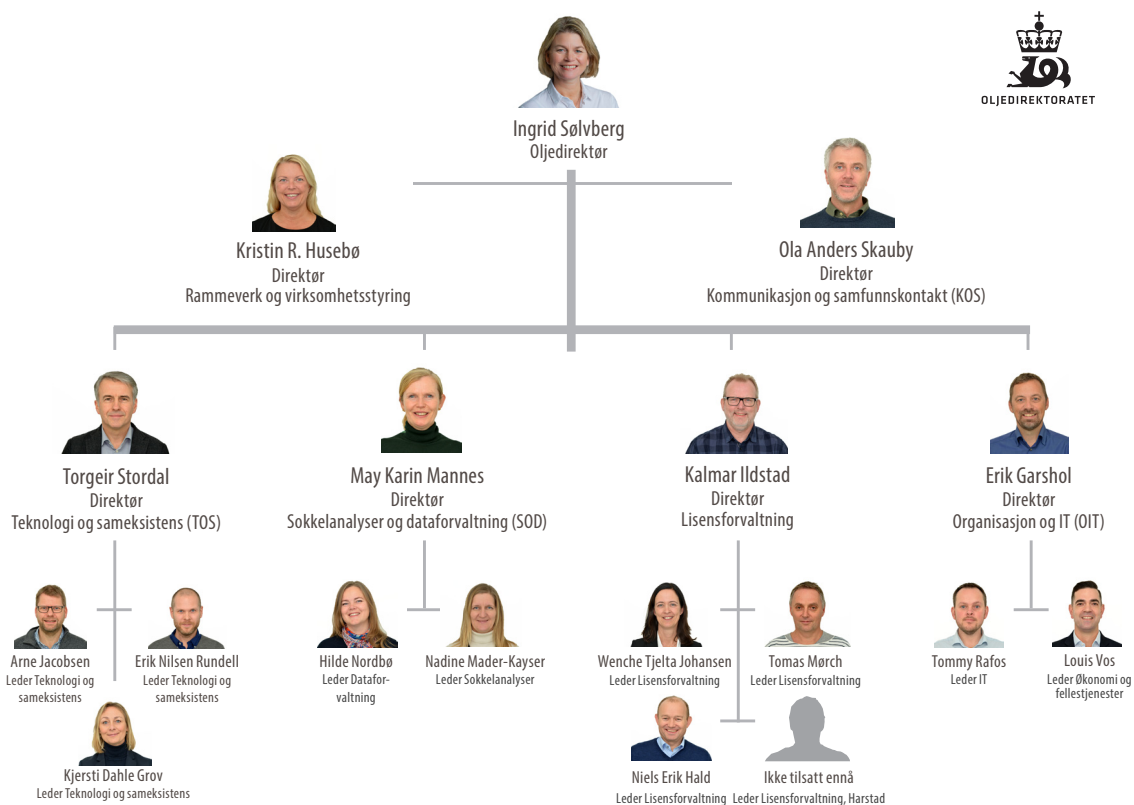 OLJEDIREKTORATET
Ingrid Sølvberg
Oljedirektør
Kristin R. Husebø
Direktør
Rammeverk og virksomhetsstyring
Ola Anders Skauby
Direktør
Kommunikasjon og samfunnskontakt (KOS)
Torgeir Stordal
Direktør
Teknologi og sameksistens (TOS)
May Karin Mannes
Direktør
Sokkelanalyser og dataforvaltning (SOD)
Kalmar Ildstad
Direktør
Lisensforvaltning
Erik Garshol
Direktør
Organisasjon og IT (OIT)
Arne Jacobsen
Leder Teknologi og
sameksistens
Erik Nilsen Rundell
Leder Teknologi og
sameksistens
Kjersti Dahle Grov
Leder Teknologi og sameksistens
Hilde Nordbø
Leder Datafor-
valtning
Nadine Mader-Kayser
Leder Sokkelanalyser
Wenche Tjelta Johansen
Leder Lisensforvaltning
Tomas Mørch
Leder Lisensforvaltning
Niels Erik Hald
Leder Lisensforvaltning
Ikke tilsatt ennå
Leder Lisensforvaltning, Harstad
Tommy Rafos
Leder IT
Louis Vos
Leder Økonomi og
fellestjenester